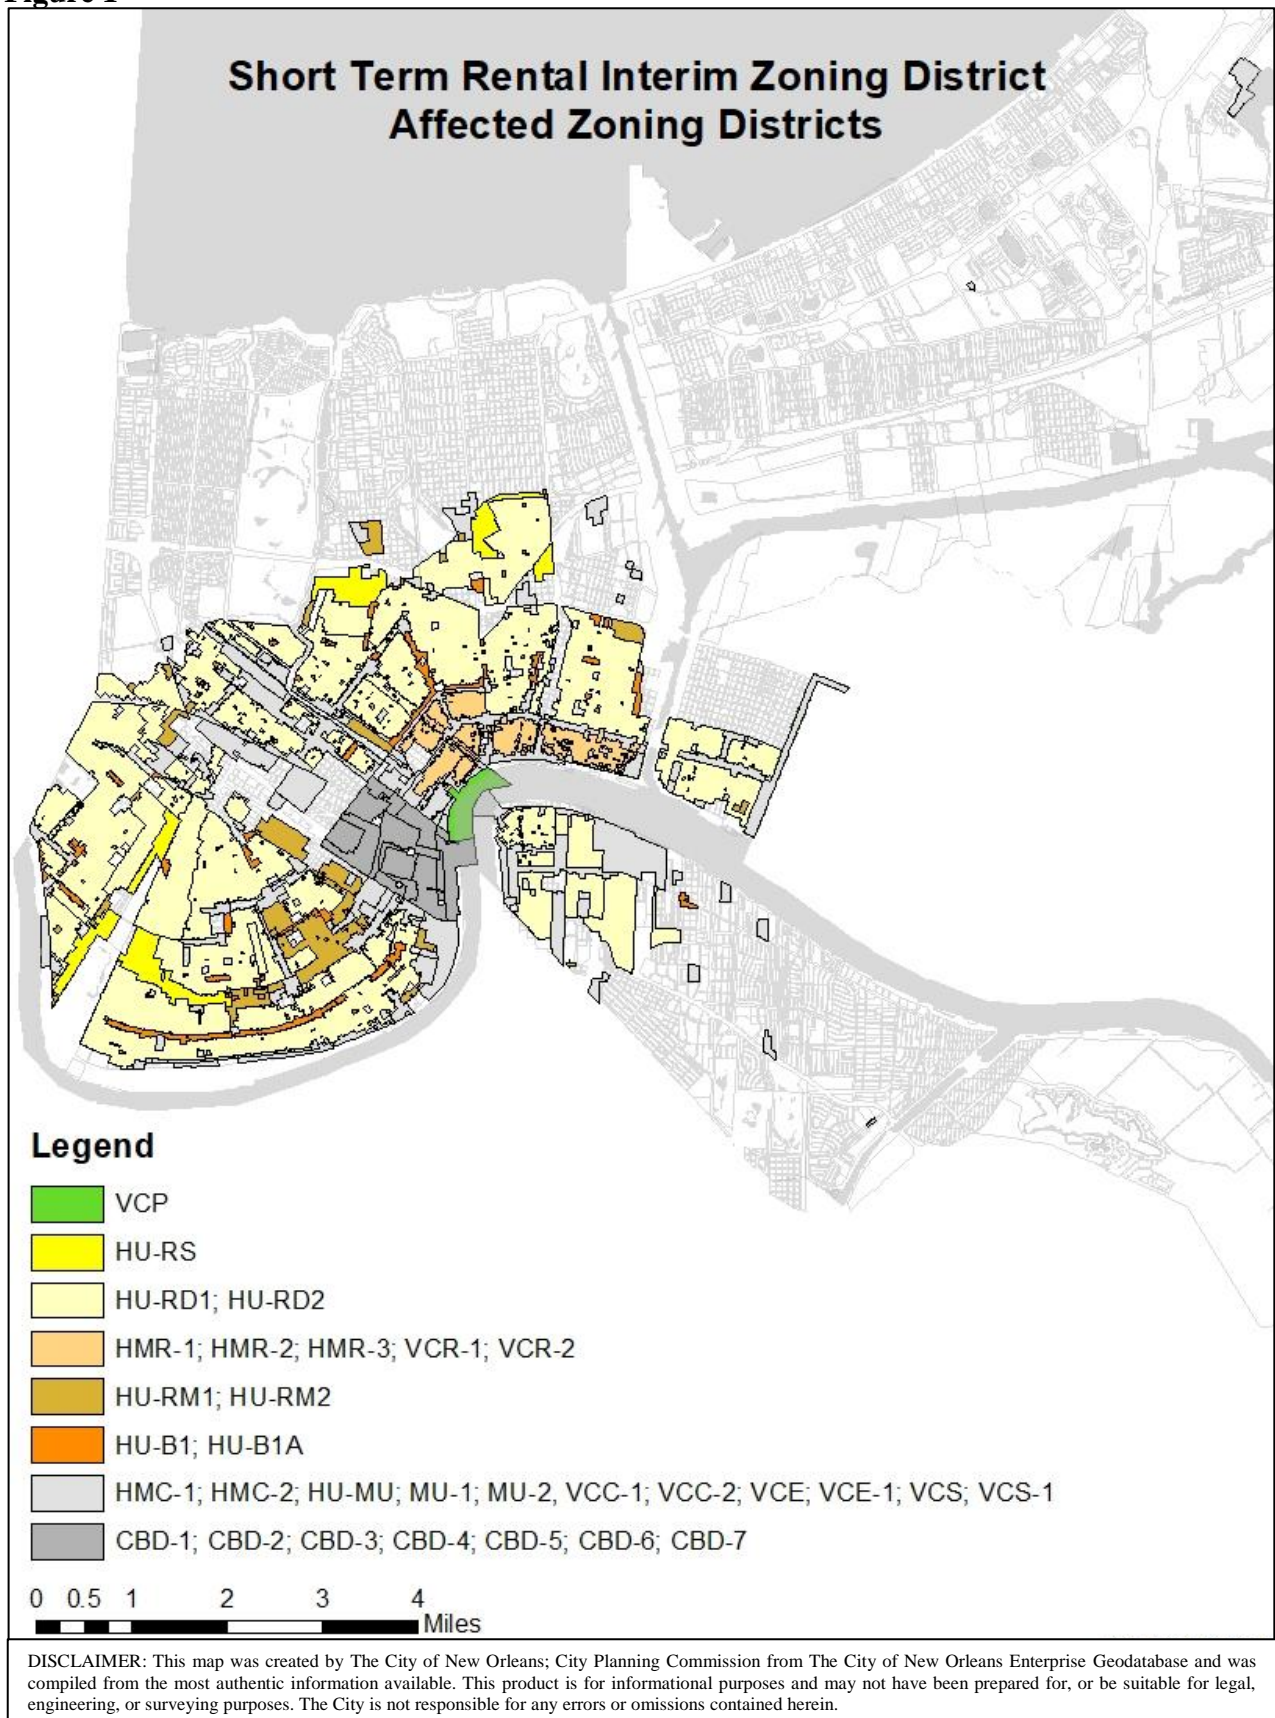 Figure 1
Short Term Rental Interim Zoning District
Affected Zoning Districts
Legend
VCP
HU-RS
HU-RD1; HU-RD2
HMR-1; HMR-2; HMR-3; VCR-1; VCR-2
HU-RM1; HU-RM2
HU-B1; HU-B1A
HMC-1; HMC-2; HU-MU; MU-1; MU-2, VCC-1; VCC-2; VCE; VCE-1; VCS; VCS-1
CBD-1; CBD-2; CBD-3; CBD-4; CBD-5; CBD-6; CBD-7
0 0.5 1 2 3 4
Miles
DISCLAIMER: This map was created by The City of New Orleans; City Planning Commission from The City of New Orleans Enterprise Geodatabase and was
compiled from the most authentic information available. This product is for informational purposes and may not have been prepared for, or be suitable for legal,
engineering, or surveying purposes. The City is not responsible for any errors or omissions contained herein.